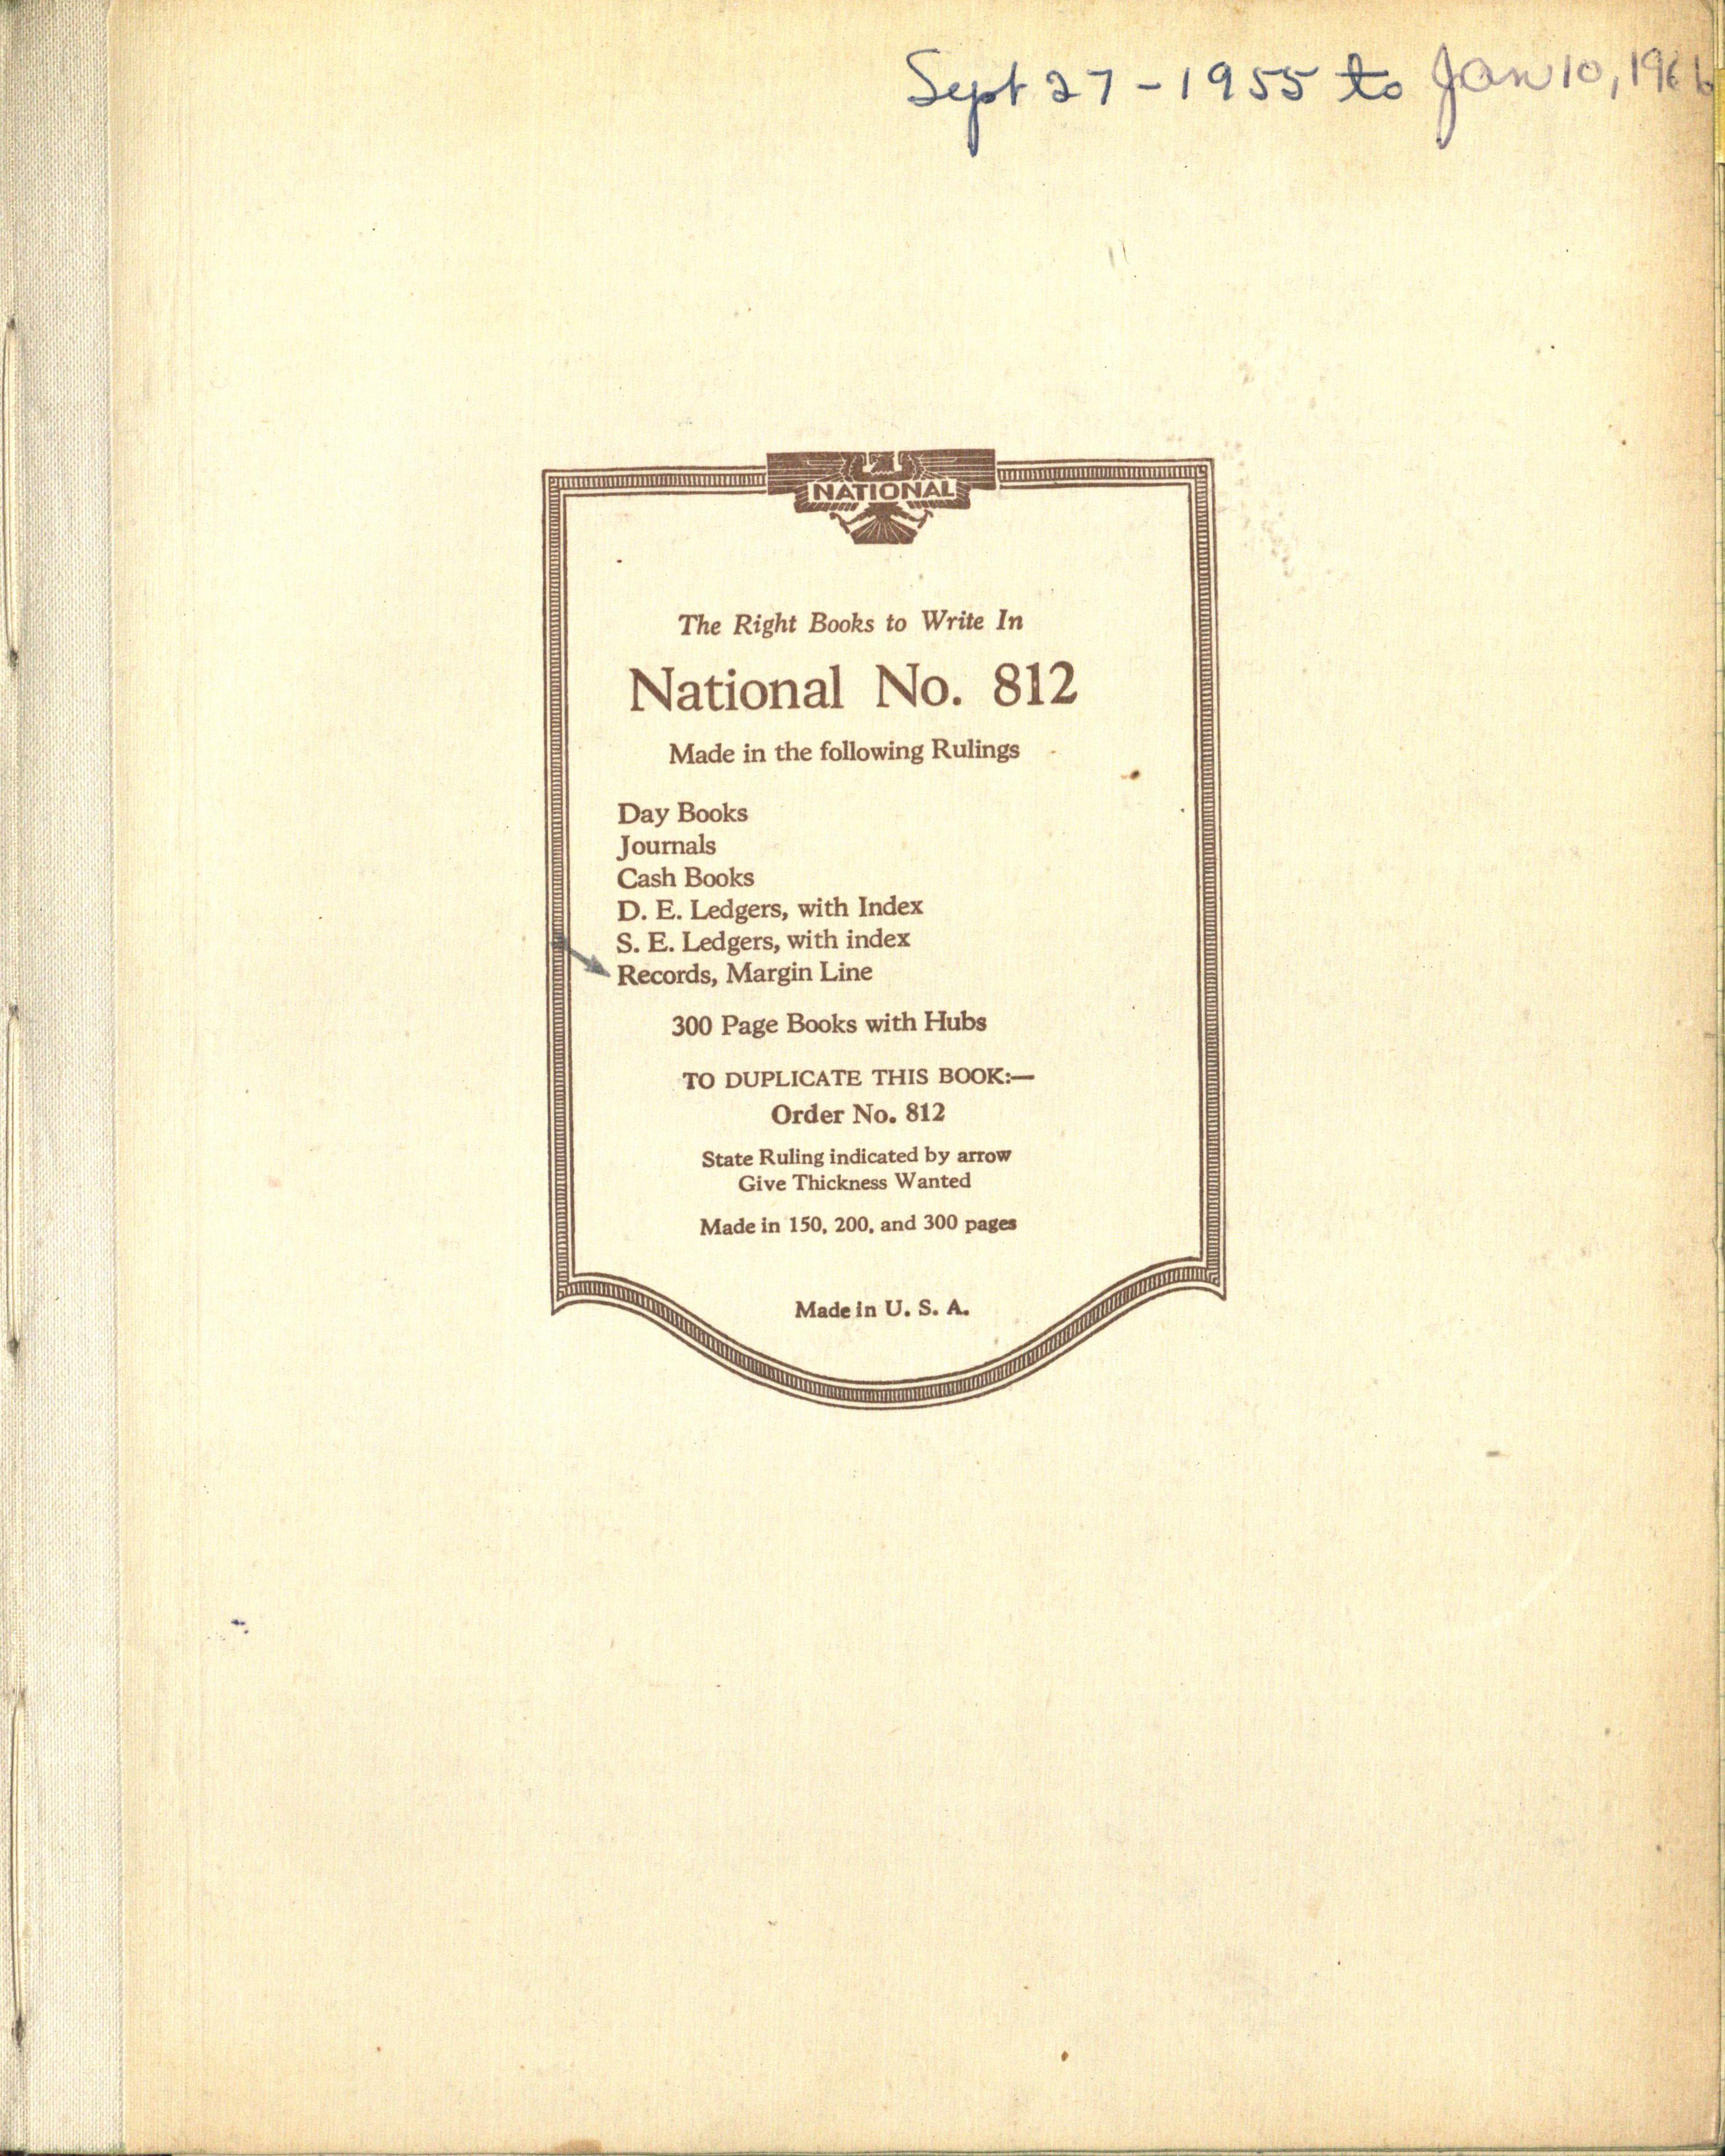 Sept 27 - 1955 to Jan 10, 1966
NATIONAL
The Right Books to Write In
National No. 812
Made in the following Rulings
Day Books
Journals
Cash Books
D. E. Ledgers, with Index
S. E. Ledgers, with index
Records, Margin Line
300 Page Books with Hubs
TO DUPLICATE THIS BOOK:—
Order No. 812
State Ruling indicated by arrow
Give Thickness Wanted
Made in 150, 200, and 300 pages
Made in U. S. A.